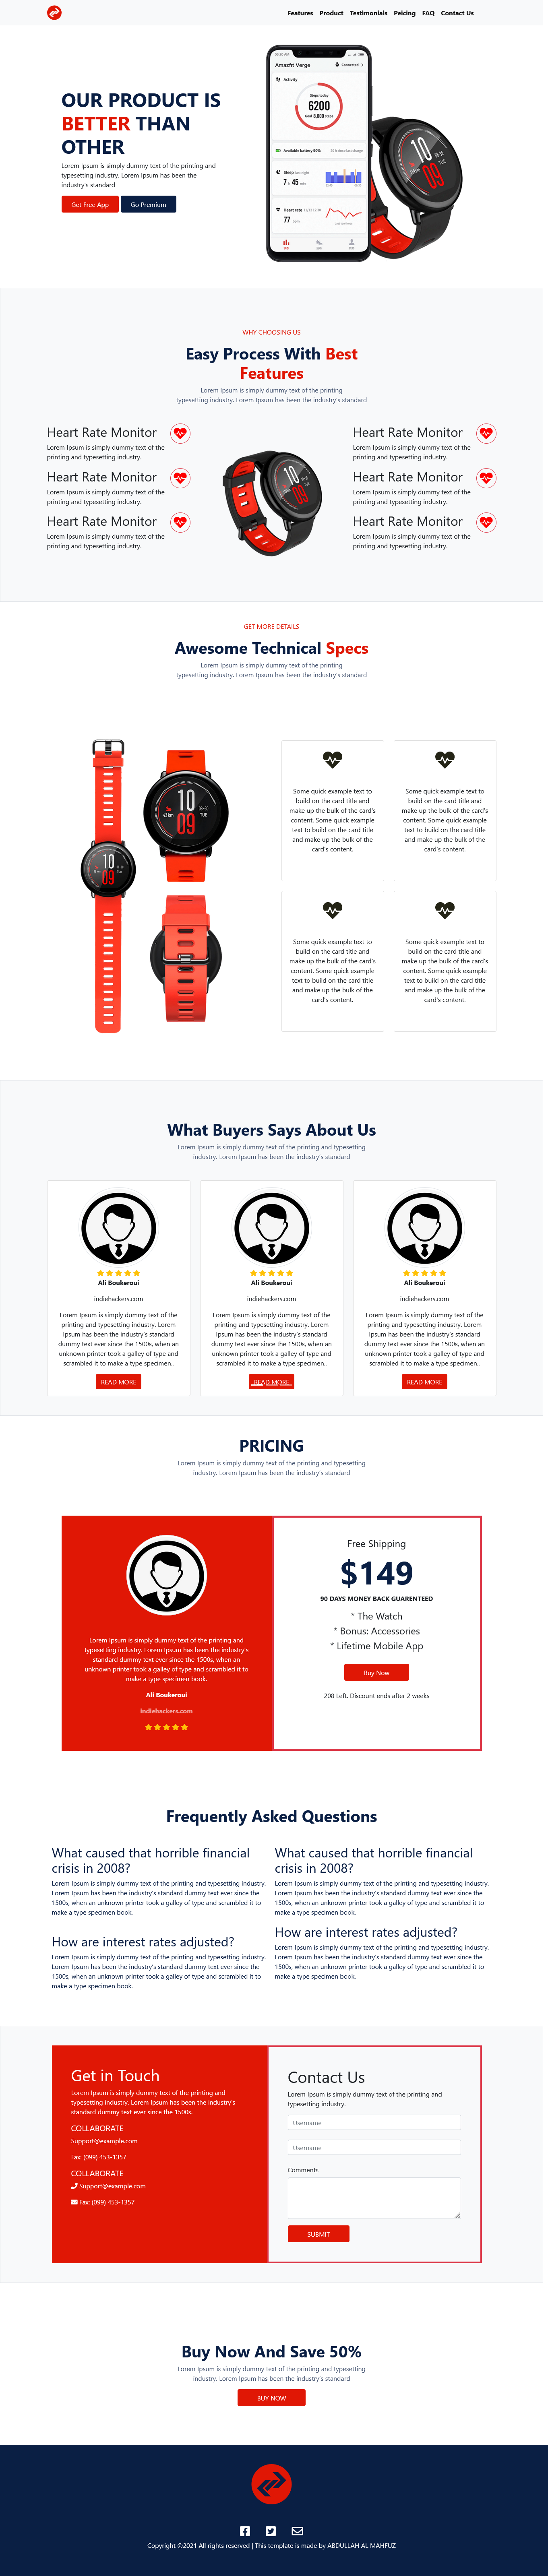 Features Product Testimonials Peicing FAQ Contact Us
OUR PRODUCT IS
BETTER THAN
OTHER
Lorem Ipsum is simply dummy text of the printing and
typesetting industry. Lorem Ipsum has been the
industry's standard
Get Free App Go Premium
Amazfit Verge
Connected
Activity
Steps today
6200
Goal 8,000 steps
Available battery 90%
Sleep
7 h 45 min
Heart rate
77
10
09
WHY CHOOSING US
Easy Process With Best
Features
Lorem Ipsum is simply dummy text of the printing
typesetting industry. Lorem Ipsum has been the industry's standard
Heart Rate Monitor
Lorem Ipsum is simply dummy text of the
printing and typesetting industry.
Heart Rate Monitor
Lorem Ipsum is simply dummy text of the
printing and typesetting industry.
Heart Rate Monitor
Lorem Ipsum is simply dummy text of the
printing and typesetting industry.
10
09
Heart Rate Monitor
Lorem Ipsum is simply dummy text of the
printing and typesetting industry.
Heart Rate Monitor
Lorem Ipsum is simply dummy text of the
printing and typesetting industry.
Heart Rate Monitor
Lorem Ipsum is simply dummy text of the
printing and typesetting industry.
GET MORE DETAILS
Awesome Technical Specs
Lorem Ipsum is simply dummy text of the printing
typesetting industry. Lorem Ipsum has been the industry's standard
10
09
08-30
TUE
10
09
Some quick example text to
build on the card title and
make up the bulk of the card's
content. Some quick example
text to build on the card title
and make up the bulk of the
card's content.
Some quick example text to
build on the card title and
make up the bulk of the card's
content. Some quick example
text to build on the card title
and make up the bulk of the
card's content.
Some quick example text to
build on the card title and
make up the bulk of the card's
content. Some quick example
text to build on the card title
and make up the bulk of the
card's content.
Some quick example text to
build on the card title and
make up the bulk of the card's
content. Some quick example
text to build on the card title
and make up the bulk of the
card's content.
What Buyers Says About Us
Lorem Ipsum is simply dummy text of the printing and typesetting
industry. Lorem Ipsum has been the industry's standard
Ali Boukeroui
indiehackers.com
Lorem Ipsum is simply dummy text of the
printing and typesetting industry. Lorem
Ipsum has been the industry's standard
dummy text ever since the 1500s, when an
unknown printer took a galley of type and
scrambled it to make a type specimen..
READ MORE
Ali Boukeroui
indiehackers.com
Lorem Ipsum is simply dummy text of the
printing and typesetting industry. Lorem
Ipsum has been the industry's standard
dummy text ever since the 1500s, when an
unknown printer took a galley of type and
scrambled it to make a type specimen..
READ MORE
Ali Boukeroui
indiehackers.com
Lorem Ipsum is simply dummy text of the
printing and typesetting industry. Lorem
Ipsum has been the industry's standard
dummy text ever since the 1500s, when an
unknown printer took a galley of type and
scrambled it to make a type specimen..
READ MORE
PRICING
Lorem Ipsum is simply dummy text of the printing and typesetting
industry. Lorem Ipsum has been the industry's standard
Lorem Ipsum is simply dummy text of the printing and
typesetting industry. Lorem Ipsum has been the industry's
standard dummy text ever since the 1500s, when an
unknown printer took a galley of type and scrambled it to
make a type specimen book.
Ali Boukeroui
indiehackers.com
Free Shipping
$149
90 DAYS MONEY BACK GUARENTEED
* The Watch
* Bonus: Accessories
* Lifetime Mobile App
Buy Now
208 Left. Discount ends after 2 weeks
Frequently Asked Questions
What caused that horrible financial
crisis in 2008?
Lorem Ipsum is simply dummy text of the printing and typesetting industry.
Lorem Ipsum has been the industry's standard dummy text ever since the
1500s, when an unknown printer took a galley of type and scrambled it to
make a type specimen book.
How are interest rates adjusted?
Lorem Ipsum is simply dummy text of the printing and typesetting industry.
Lorem Ipsum has been the industry's standard dummy text ever since the
1500s, when an unknown printer took a galley of type and scrambled it to
make a type specimen book.
What caused that horrible financial
crisis in 2008?
Lorem Ipsum is simply dummy text of the printing and typesetting industry.
Lorem Ipsum has been the industry's standard dummy text ever since the
1500s, when an unknown printer took a galley of type and scrambled it to
make a type specimen book.
How are interest rates adjusted?
Lorem Ipsum is simply dummy text of the printing and typesetting industry.
Lorem Ipsum has been the industry's standard dummy text ever since the
1500s, when an unknown printer took a galley of type and scrambled it to
make a type specimen book.
Get in Touch
Lorem Ipsum is simply dummy text of the printing and
typesetting industry. Lorem Ipsum has been the industry's
standard dummy text ever since the 1500s.
COLLABORATE
Support@example.com
Fax: (099) 453-1357
COLLABORATE
Support@example.com
Fax: (099) 453-1357
Contact Us
Lorem Ipsum is simply dummy text of the printing and
typesetting industry.
Username
Username
Comments
SUBMIT
Buy Now And Save 50%
Lorem Ipsum is simply dummy text of the printing and typesetting
industry. Lorem Ipsum has been the industry's standard
BUY NOW
Copyright ©2021 All rights reserved | This template is made by ABDULLAH AL MAHFUZ